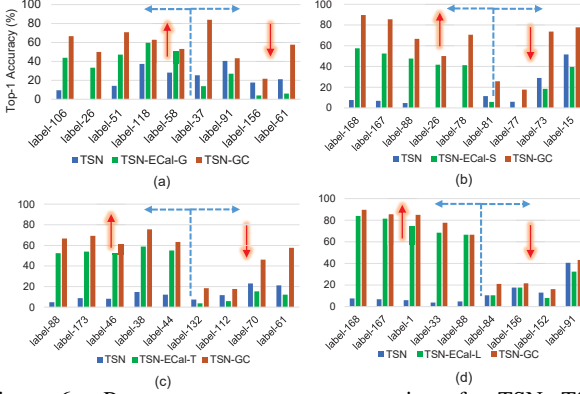 Top-1 Accuracy (%)
100
80
60
40
20
0
label-106 label-26 label-51 label-118 label-58 label-37 label-91 label-156 label-61
TSN TSN-ECal-G TSN-GC
(a)
100
80
60
40
20
0
label-168 label-167 label-88 label-26 label-78 label-81 label-77 label-73 label-15
TSN TSN-ECal-S TSN-GC
(b)
100
80
60
40
20
0
label-88 label-173 label-46 label-38 label-44 label-132 label-112 label-70 label-61
TSN TSN-ECal-T TSN-GC
(c)
100
80
60
40
20
0
label-168 label-167 label-1 label-33 label-88 label-84 label-156 label-152 label-91
TSN TSN-ECal-L TSN-GC
(d)